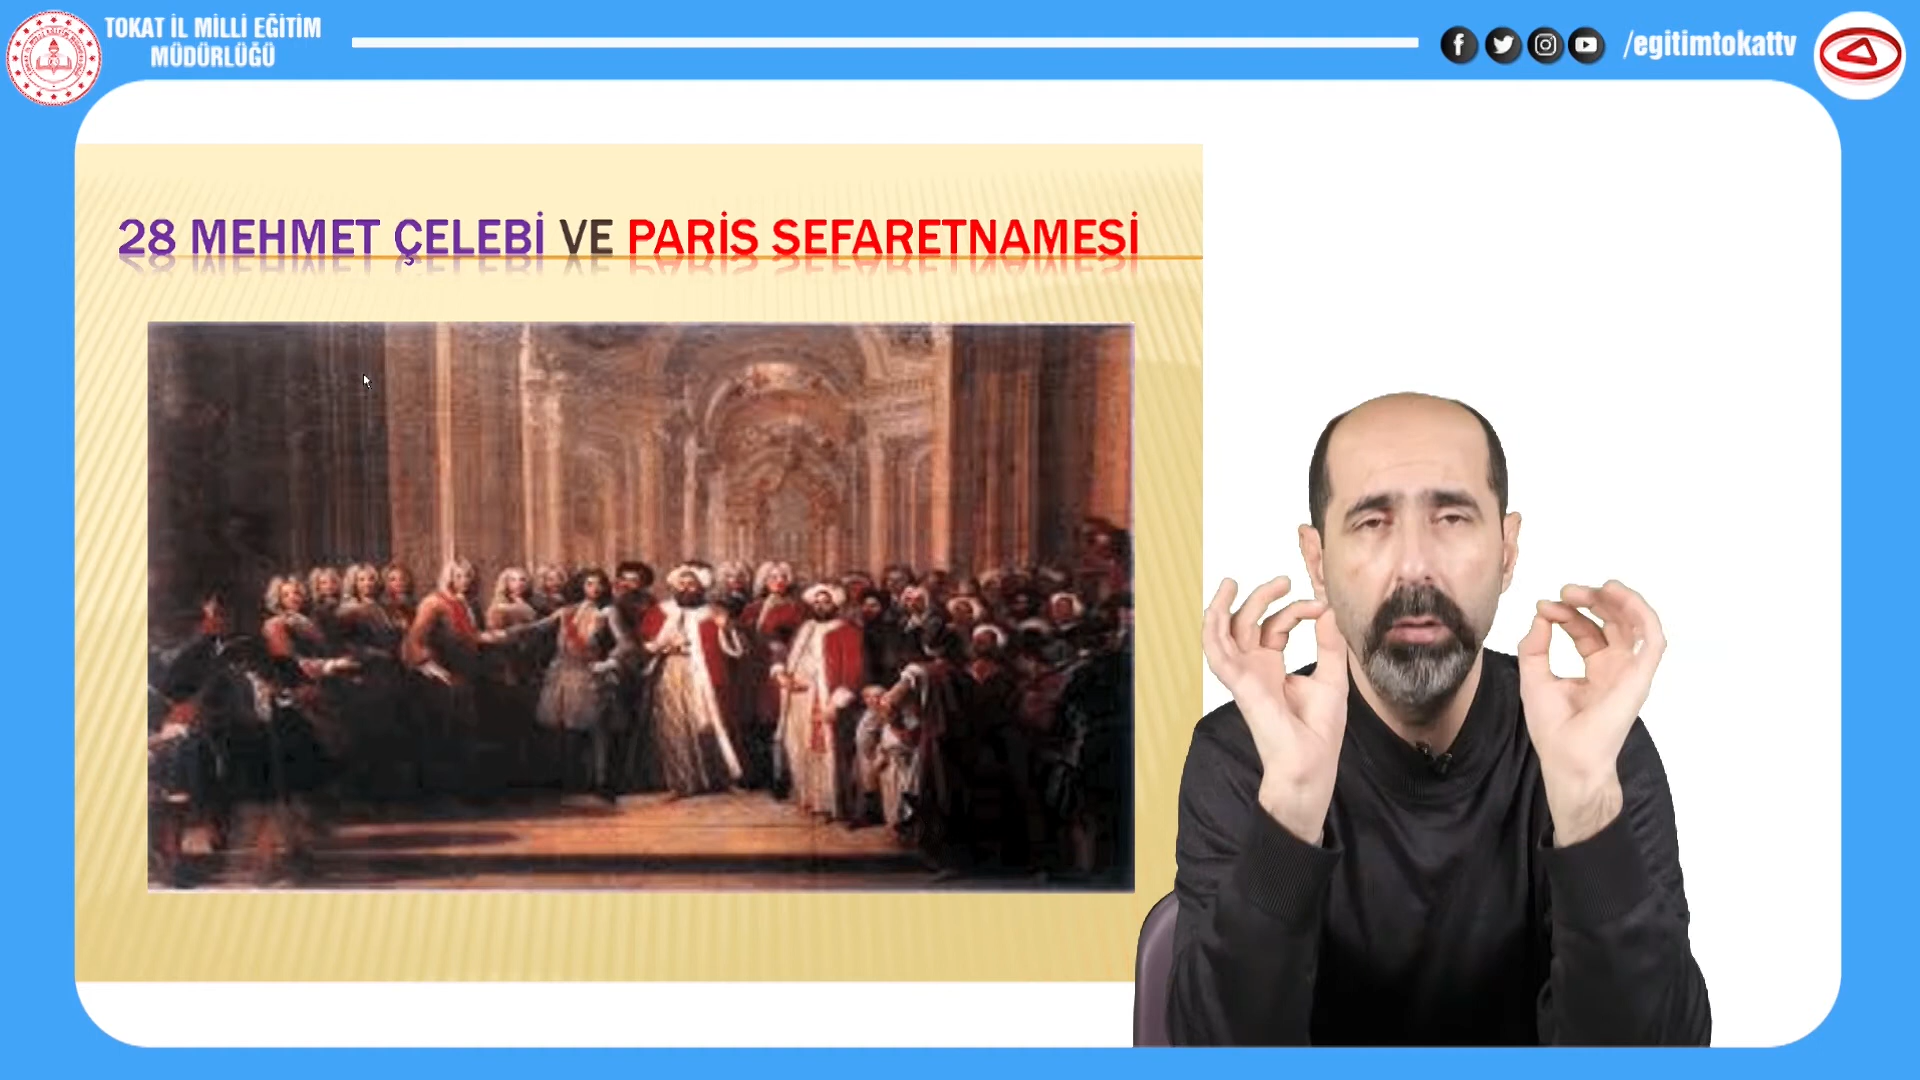 TOKAT İL MİLLİ EĞİTİM
MÜDÜRLÜĞÜ
/egitimtokattv
28 MEHMET ÇELEBİ VE PARİS SEFARETNAMESİ